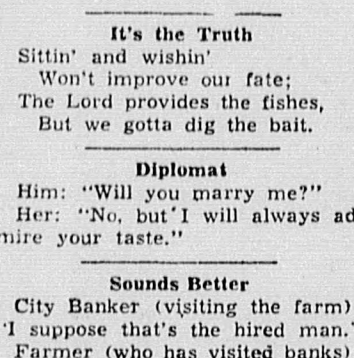 It's the Truth
Sittin' and wishin'
Won't improve our fate;
The Lord provides the fishes,
But we gotta dig the bait.
Diplomat
Him: "Will you marry me?"
Her: "No, but I will always ad
mire your taste."
Sounds Better
City Banker (visiting the farm)
'I suppose that's the hired man.'
Farmer (who has visited banks)